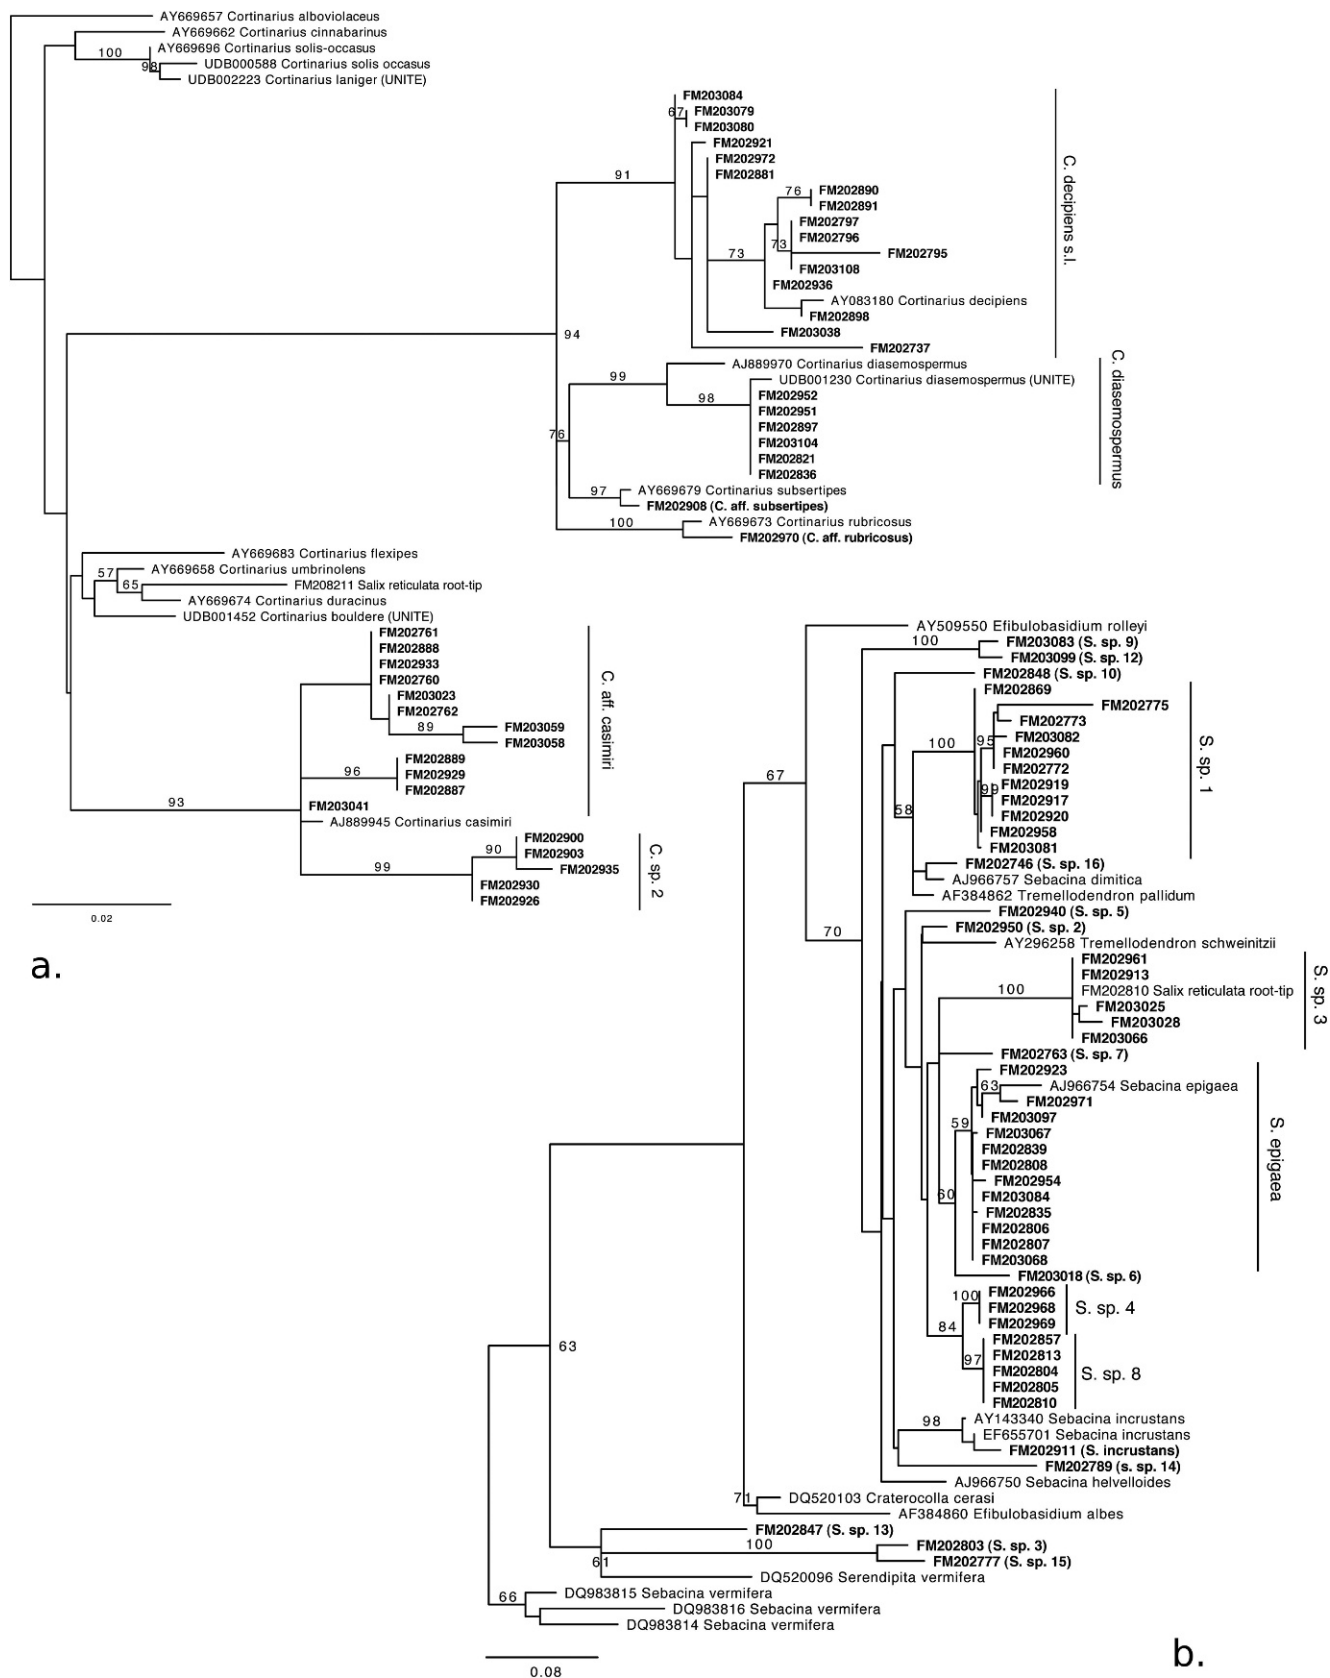 AY669657 Cortinarius alboviolaceus
AY669662 Cortinarius cinnabarinus
100
AY669696 Cortinarius solis-occasus
98
UDB000588 Cortinarius solis occasus
UDB002223 Cortinarius laniger (UNITE)
FM203084
67
FM203079
FM203080
FM202921
FM202972
FM202881
91
76
FM202890
FM202891
FM202797
73
FM202796
73
FM202795
FM203108
FM202936
AY083180 Cortinarius decipiens
FM202898
FM203038
FM202737
C. decipiens s.l.
94
AJ889970 Cortinarius diasemospermus
99
UDB001230 Cortinarius diasemospermus (UNITE)
98
FM202952
FM202951
FM202897
FM203104
FM202821
FM202836
C. diasemospermus
76
97
AY669679 Cortinarius subsertipes
FM202908 (C. aff. subsertipes)
100
AY669673 Cortinarius rubricosus
FM202970 (C. aff. rubricosus)
AY669683 Cortinarius flexipes
57
AY669658 Cortinarius umbrinolens
65
FM208211 Salix reticulata root-tip
AY669674 Cortinarius duracinus
UDB001452 Cortinarius bouldere (UNITE)
FM202761
FM202888
FM202933
FM202760
FM203023
FM202762
89
FM203059
FM203058
96
FM202889
FM202929
FM202887
93
FM203041
AJ889945 Cortinarius casimiri
C. aff. casimiri
99
90
FM202900
FM202903
FM202935
FM202930
FM202926
C. sp. 2
0.02
a.
AY509550 Efibulobasidium rolleyi
100
FM203083 (S. sp. 9)
FM203099 (S. sp. 12)
FM202848 (S. sp. 10)
FM202869
FM202775
FM202773
100
95
FM203082
FM202960
FM202772
99
FM202919
FM202917
FM202920
FM202958
FM203081
S. sp. 1
67
58
FM202746 (S. sp. 16)
AJ966757 Sebacina dimitica
AF384862 Tremellodendron pallidum
70
FM202940 (S. sp. 5)
FM202950 (S. sp. 2)
AY296258 Tremellodendron schweinitzii
FM202961
FM202913
100
FM202810 Salix reticulata root-tip
FM203025
FM203028
FM203066
S. sp. 3
FM202763 (S. sp. 7)
FM202923
63
AJ966754 Sebacina epigaea
FM202971
FM203097
59
FM203067
FM202839
FM202808
FM202954
60
FM203084
FM202835
FM202806
FM202807
FM203068
S. epigaea
FM203018 (S. sp. 6)
100
FM202966
FM202968
FM202969
S. sp. 4
84
97
FM202857
FM202813
FM202804
FM202805
FM202810
S. sp. 8
98
AY143340 Sebacina incrustans
EF655701 Sebacina incrustans
FM202911 (S. incrustans)
FM202789 (s. sp. 14)
AJ966750 Sebacina helvelloides
63
71
DQ520103 Craterocolla cerasi
AF384860 Efibulobasidium albes
FM202847 (S. sp. 13)
61
100
FM202803 (S. sp. 3)
FM202777 (S. sp. 15)
DQ520096 Serendipita vermifera
66
DQ983815 Sebacina vermifera
DQ983816 Sebacina vermifera
DQ983814 Sebacina vermifera
0.08
b.